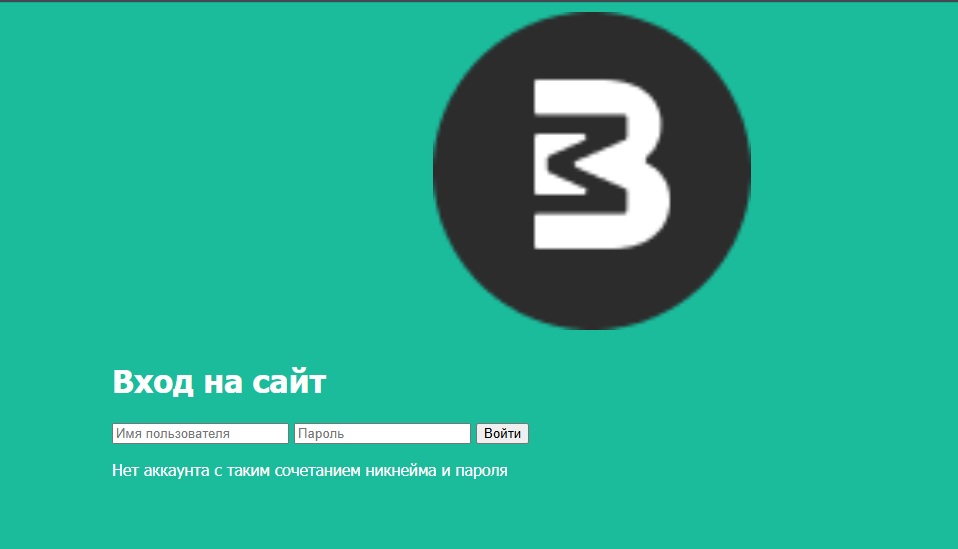 Вход на сайт
Имя пользователя Пароль Войти
Нет аккаунта с таким сочетанием никнейма и пароля